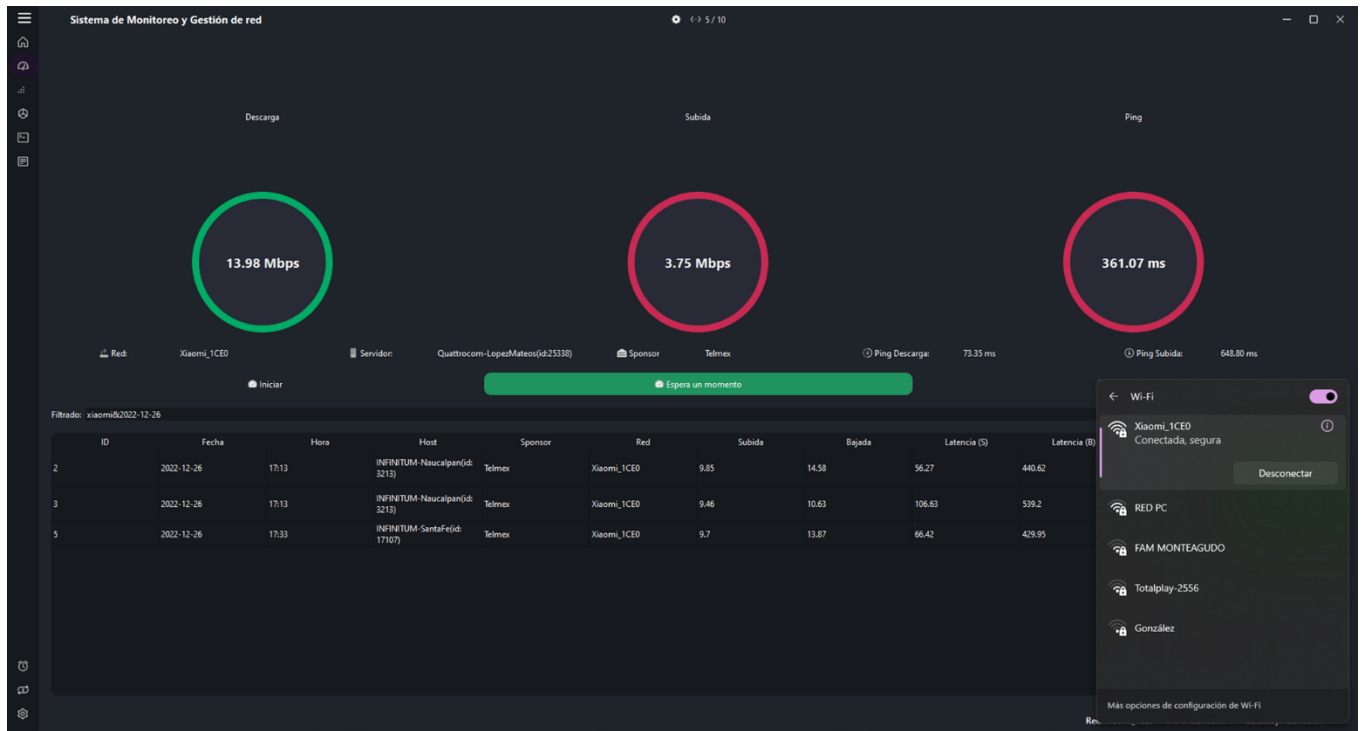 Sistema de Monitoreo y Gestión de red
5 / 10
Descarga Subida Ping
13.98 Mbps 3.75 Mbps 361.07 ms
Red: Xiaomi_1CE0 Servidor: Quattrocom-LopezMateos(id:25338) Sponsor Telmex Ping Descarga: 73.35 ms Ping Subida: 648.80 ms
Iniciar Espera un momento
Filtrado: xiaomi&2022-12-26
ID Fecha Hora Host Sponsor Red Subida Bajada Latencia (S) Latencia (B)
2 2022-12-26 17:13 INFINITUM-Naucalpan(id: 3213) Telmex Xiaomi_1CE0 9.85 14.58 56.27 440.62
3 2022-12-26 17:13 INFINITUM-Naucalpan(id: 3213) Telmex Xiaomi_1CE0 9.46 10.63 106.63 539.2
5 2022-12-26 17:33 INFINITUM-SantaFe(id: 17107) Telmex Xiaomi_1CE0 9.7 13.87 66.42 429.95
Wi-Fi
Xiaomi_1CE0
Conectada, segura
Desconectar
RED PC
FAM MONTEAGUDO
Totalplay-2556
González
Más opciones de configuración de Wi-Fi